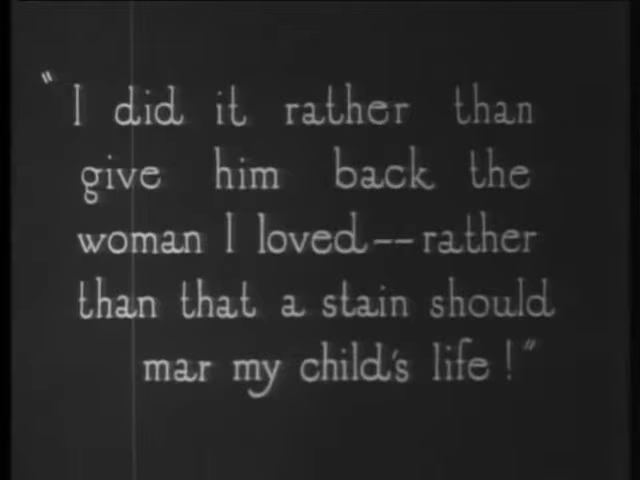 "I did it rather than
give him back the
woman I loved--rather
than that a stain should
mar my child's life!"